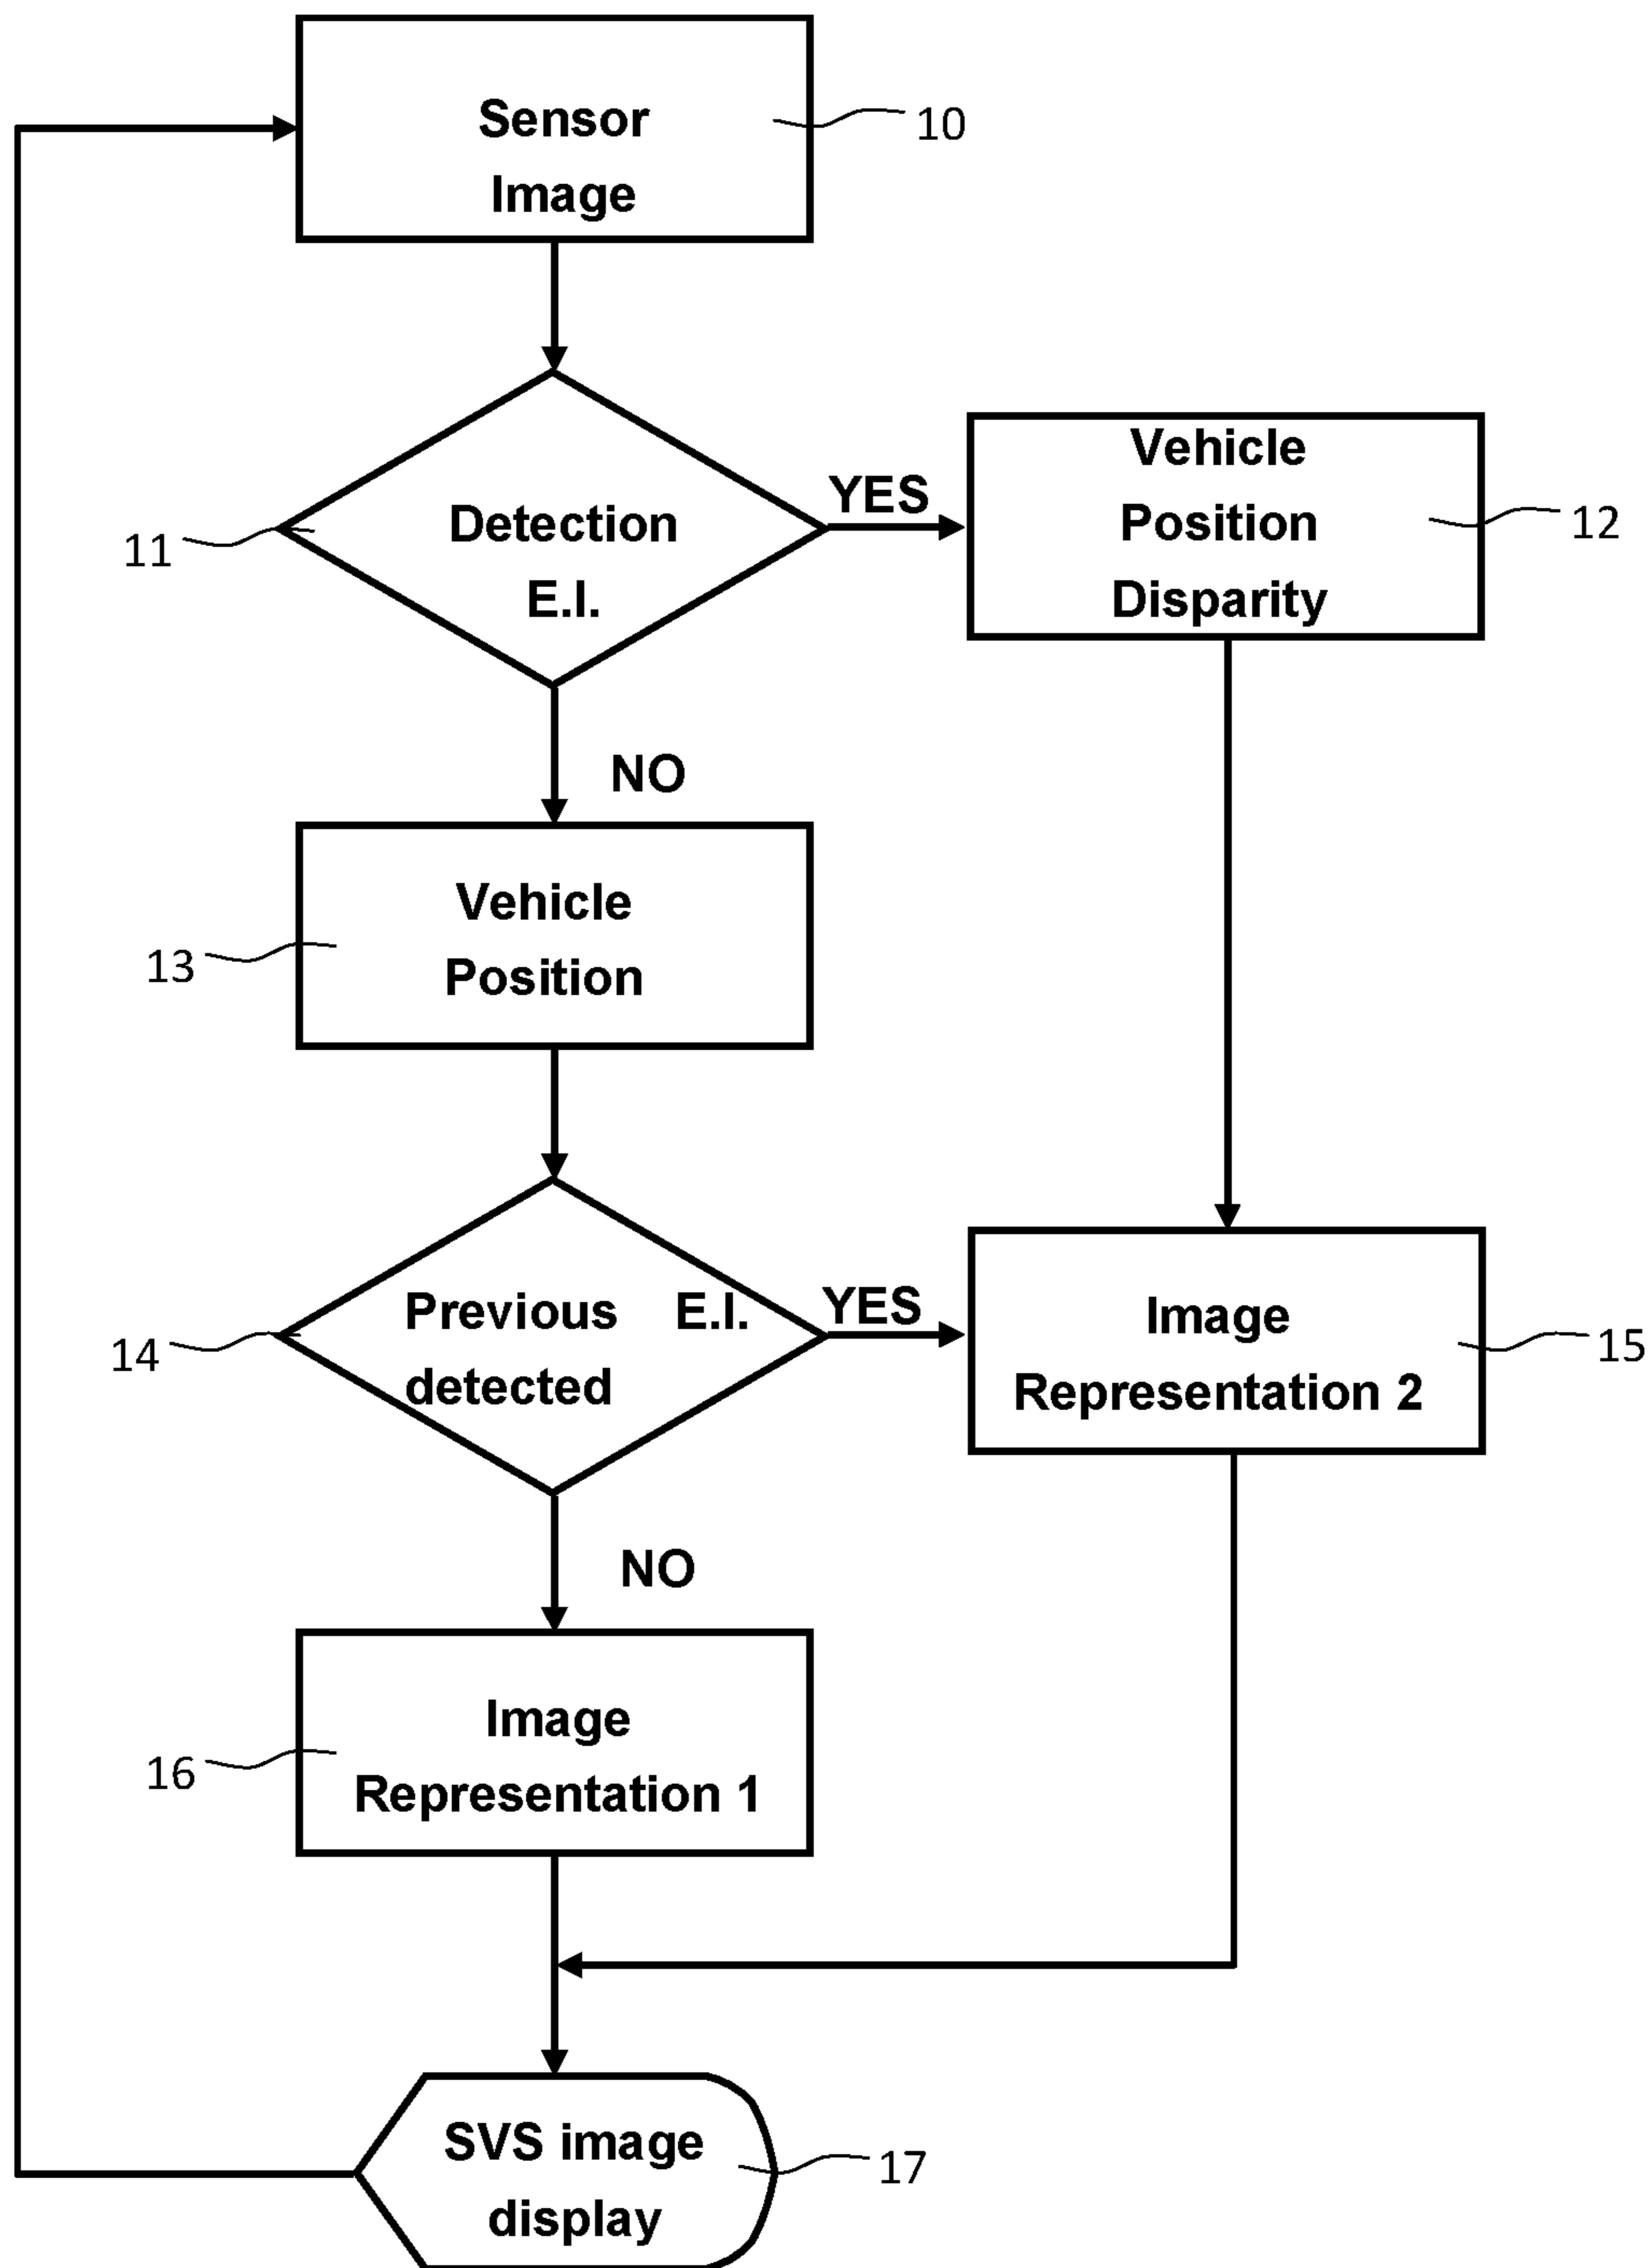 Sensor
Image
10
Detection
E.I.
11
YES
Vehicle
Position
Disparity
12
NO
Vehicle
Position
13
Previous E.I.
detected
14
YES
Image
Representation 2
15
NO
Image
Representation 1
16
SVS image
display
17